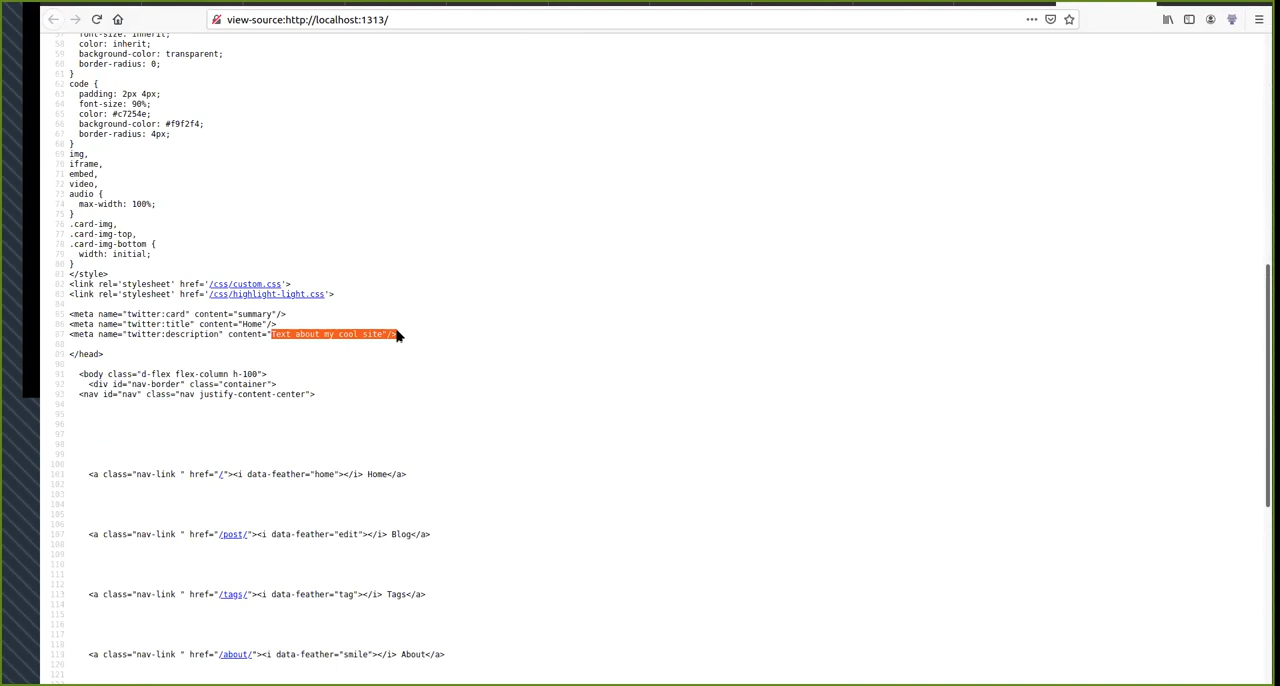 view-source:http://localhost:1313/
57 font-size: inherit;
58 color: inherit;
59 background-color: transparent;
60 border-radius: 0;
61 }
62 code {
63 padding: 2px 4px;
64 font-size: 90%;
65 color: #c7254e;
66 background-color: #f9f2f4;
67 border-radius: 4px;
68 }
69 img,
70 iframe,
71 embed,
72 video,
73 audio {
74 max-width: 100%;
75 }
76 .card-img,
77 .card-img-top,
78 .card-img-bottom {
79 width: initial;
80 }
81 </style>
82 <link rel='stylesheet' href='/css/custom.css'>
83 <link rel='stylesheet' href='/css/highlight-light.css'>
84
85 <meta name="twitter:card" content="summary"/>
86 <meta name="twitter:title" content="Home"/>
87 <meta name="twitter:description" content="Text about my cool site"/>
88
89 </head>
90
91 <body class="d-flex flex-column h-100">
92 <div id="nav-border" class="container">
93 <nav id="nav" class="nav justify-content-center">
94
95
96
97
98
99
100
101 <a class="nav-link " href="/"><i data-feather="home"></i> Home</a>
102
103
104
105
106
107 <a class="nav-link " href="/post/"><i data-feather="edit"></i> Blog</a>
108
109
110
111
112
113 <a class="nav-link " href="/tags/"><i data-feather="tag"></i> Tags</a>
114
115
116
117
118
119 <a class="nav-link " href="/about/"><i data-feather="smile"></i> About</a>
120
121